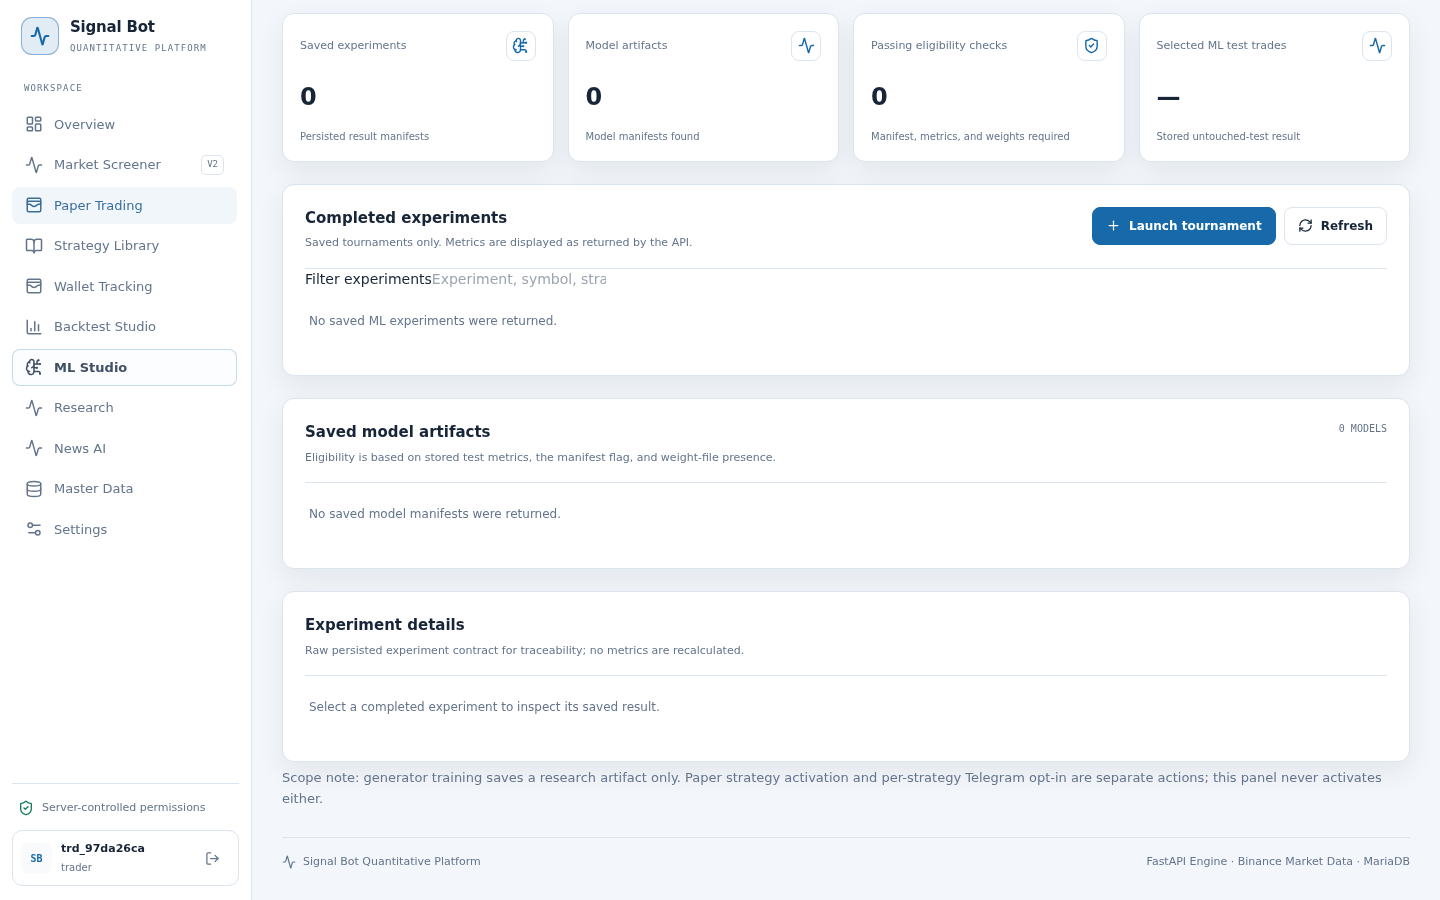 Signal Bot
QUANTITATIVE PLATFORM
WORKSPACE
Overview
Market Screener
V2
Paper Trading
Strategy Library
Wallet Tracking
Backtest Studio
ML Studio
Research
News AI
Master Data
Settings
Server-controlled permissions
SB
trd_97da26ca
trader
Saved experiments
0
Persisted result manifests
Model artifacts
0
Model manifests found
Passing eligibility checks
0
Manifest, metrics, and weights required
Selected ML test trades
—
Stored untouched-test result
Completed experiments
Saved tournaments only. Metrics are displayed as returned by the API.
Launch tournament
Refresh
Filter experiments
Experiment, symbol, stra
No saved ML experiments were returned.
Saved model artifacts
0 MODELS
Eligibility is based on stored test metrics, the manifest flag, and weight-file presence.
No saved model manifests were returned.
Experiment details
Raw persisted experiment contract for traceability; no metrics are recalculated.
Select a completed experiment to inspect its saved result.
Scope note: generator training saves a research artifact only. Paper strategy activation and per-strategy Telegram opt-in are separate actions; this panel never activates
either.
Signal Bot Quantitative Platform
FastAPI Engine · Binance Market Data · MariaDB